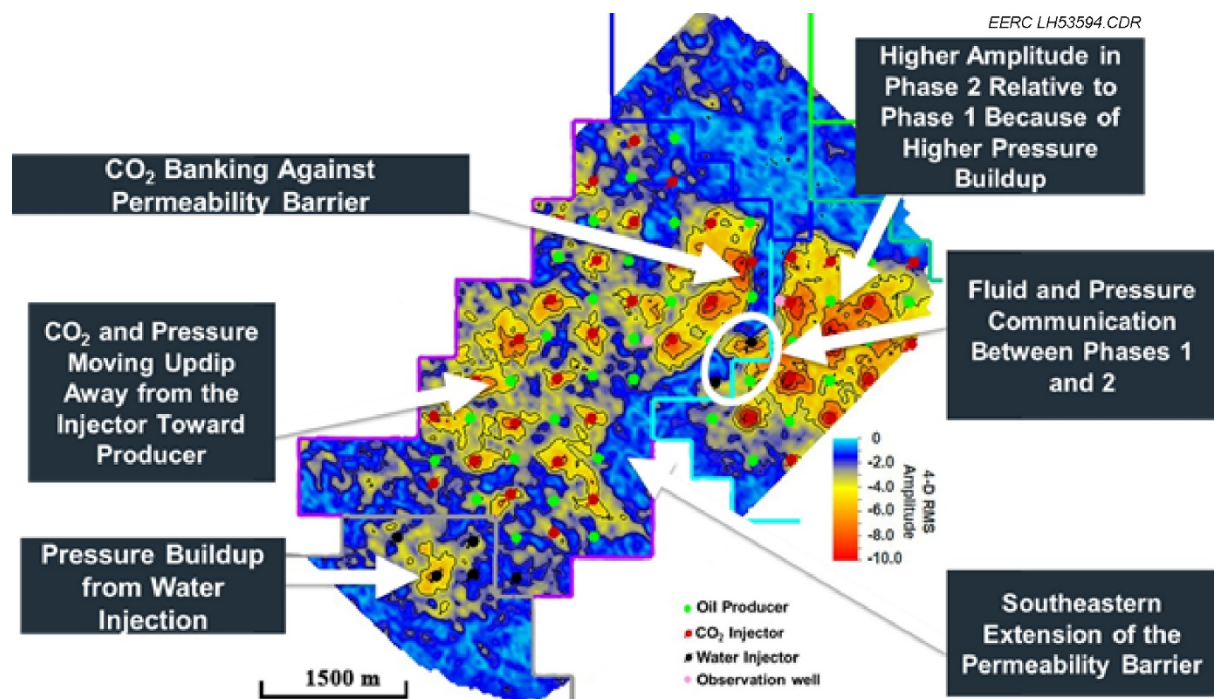 EERC LH53594.CDR
Higher Amplitude in
Phase 2 Relative to
Phase 1 Because of
Higher Pressure
Buildup
CO₂ Banking Against
Permeability Barrier
Fluid and Pressure
Communication
Between Phases 1
and 2
CO₂ and Pressure
Moving Updip
Away from the
Injector Toward
Producer
0
-2.0
-4.0
-6.0
-8.0
-10.0
4-D RMS
Amplitude
Pressure Buildup
from Water
Injection
Oil Producer
CO₂ Injector
Water Injector
Observation well
Southeastern
Extension of the
Permeability Barrier
1500 m